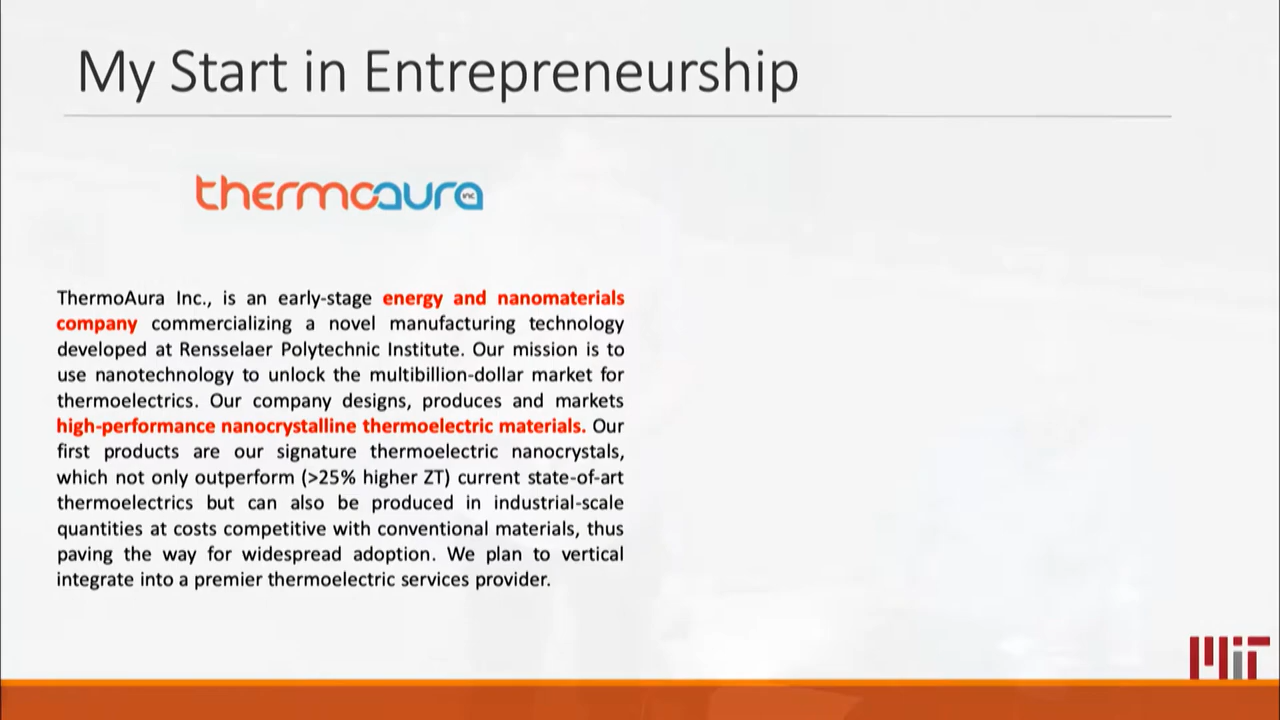 My Start in Entrepreneurship
thermoaura inc
ThermoAura Inc., is an early-stage energy and nanomaterials
company commercializing a novel manufacturing technology
developed at Rensselaer Polytechnic Institute. Our mission is to
use nanotechnology to unlock the multibillion-dollar market for
thermoelectrics. Our company designs, produces and markets
high-performance nanocrystalline thermoelectric materials. Our
first products are our signature thermoelectric nanocrystals,
which not only outperform (>25% higher ZT) current state-of-art
thermoelectrics but can also be produced in industrial-scale
quantities at costs competitive with conventional materials, thus
paving the way for widespread adoption. We plan to vertical
integrate into a premier thermoelectric services provider.
MIT